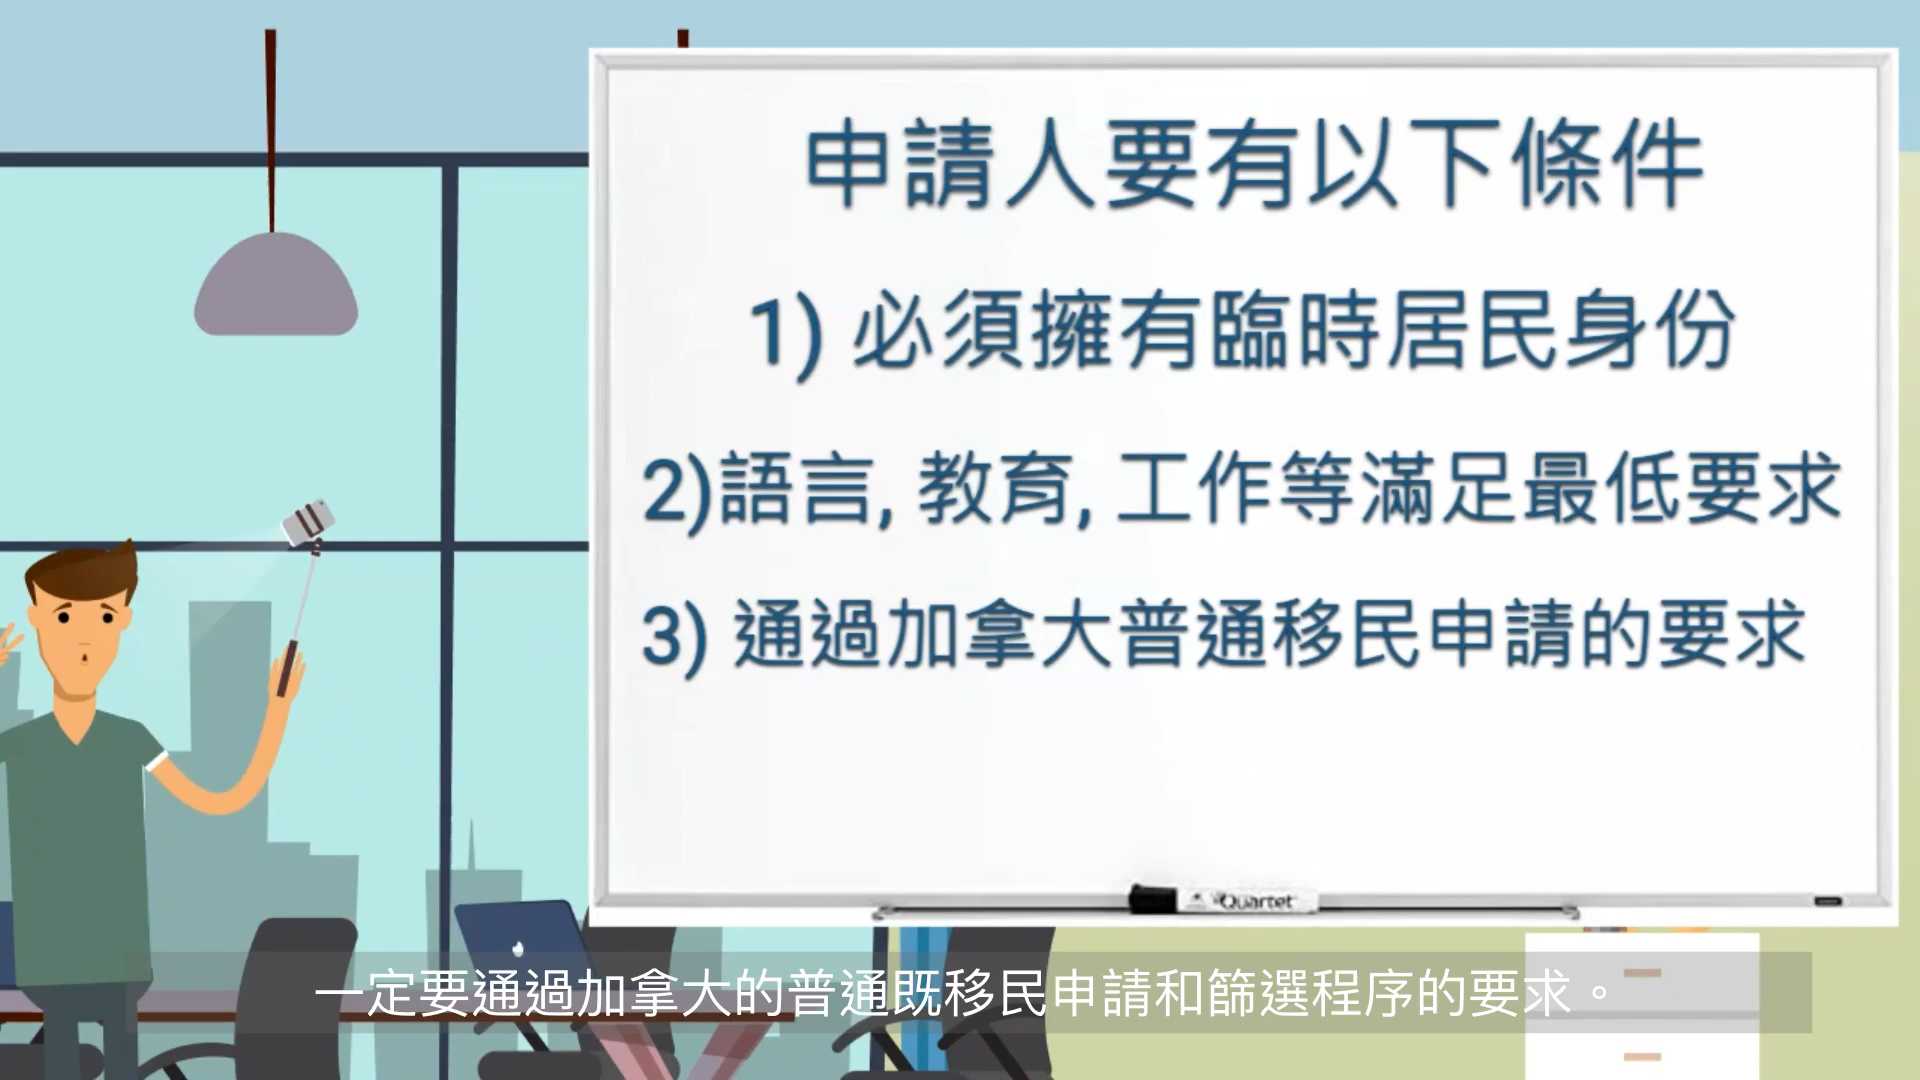 申請人要有以下條件
1) 必須擁有臨時居民身份
2)語言, 教育, 工作等滿足最低要求
3) 通過加拿大普通移民申請的要求
Quartet
一定要通過加拿大的普通既移民申請和篩選程序的要求。